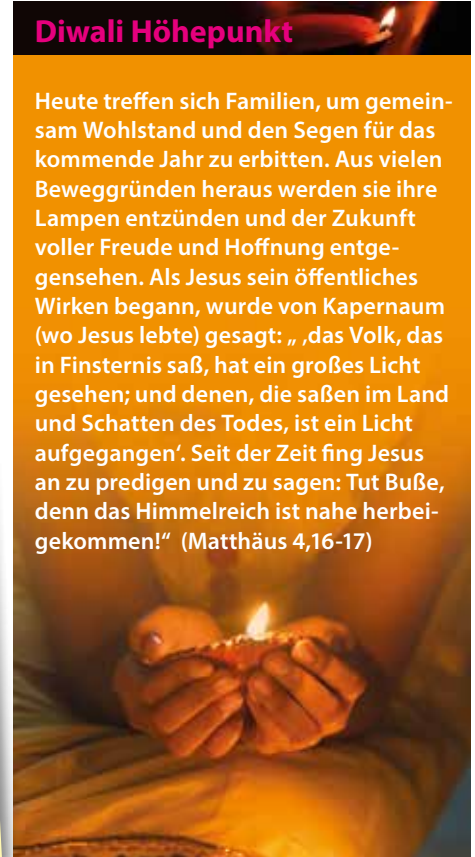 Diwali Höhepunkt
Heute treffen sich Familien, um gemein-
sam Wohlstand und den Segen für das
kommende Jahr zu erbitten. Aus vielen
Beweggründen heraus werden sie ihre
Lampen entzünden und der Zukunft
voller Freude und Hoffnung entge-
gensehen. Als Jesus sein öffentliches
Wirken begann, wurde von Kapernaum
(wo Jesus lebte) gesagt: „ ‚das Volk, das
in Finsternis saß, hat ein großes Licht
gesehen; und denen, die saßen im Land
und Schatten des Todes, ist ein Licht
aufgegangen‘. Seit der Zeit fing Jesus
an zu predigen und zu sagen: Tut Buße,
denn das Himmelreich ist nahe herbei-
gekommen!“ (Matthäus 4,16-17)